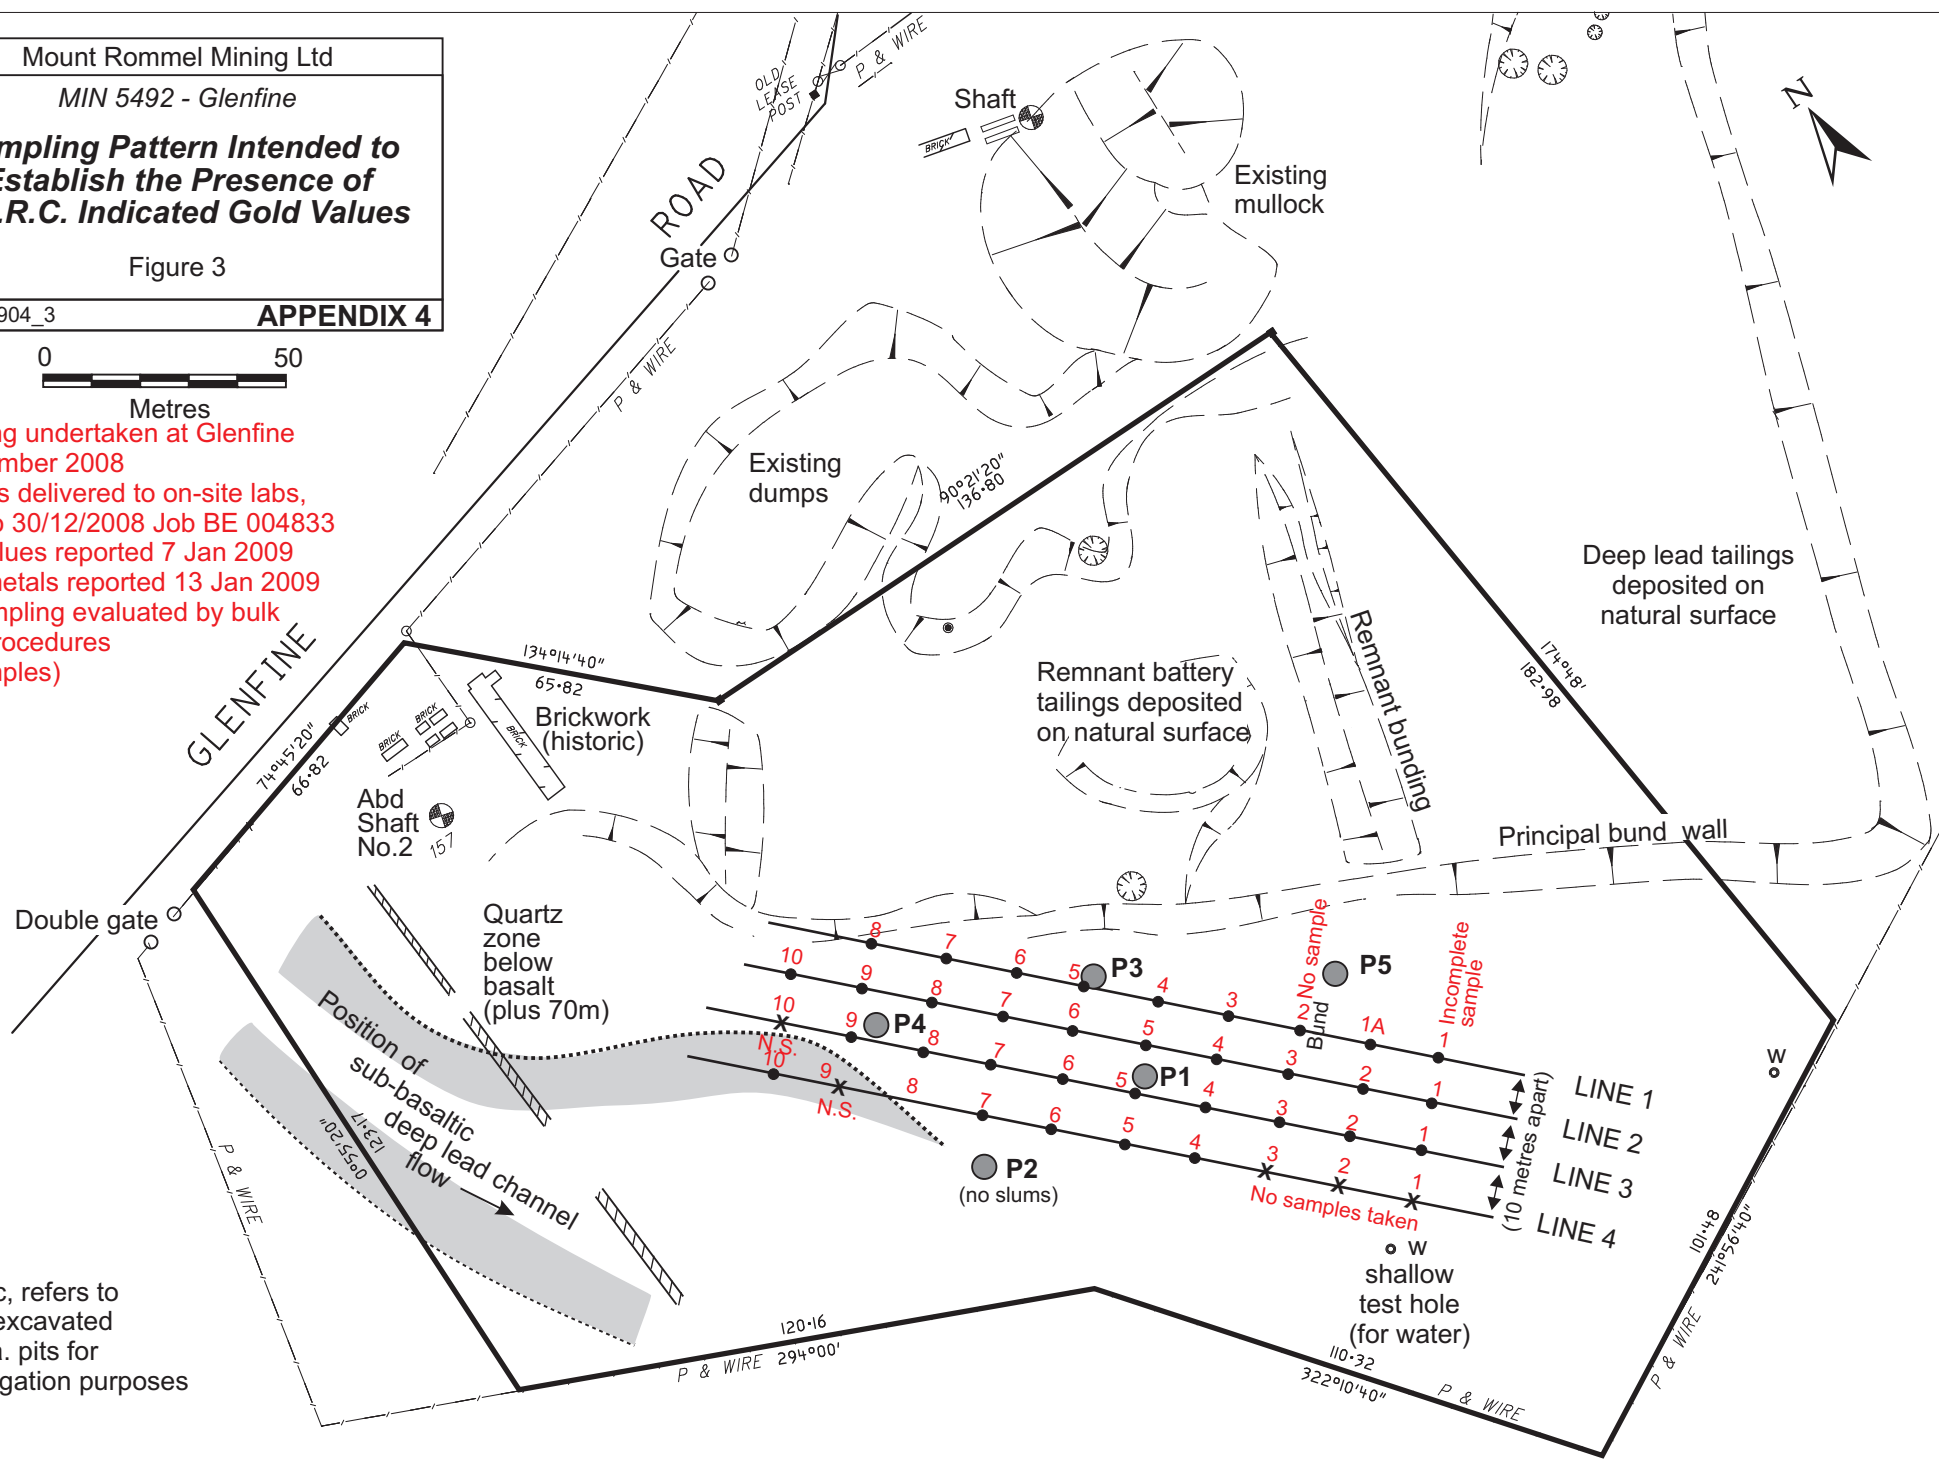 Mount Rommel Mining Ltd
MIN 5492 - Glenfine
mpling Pattern Intended to
Establish the Presence of
.R.C. Indicated Gold Values
Figure 3
904_3
APPENDIX 4
0 50
Metres
ng undertaken at Glenfine
mber 2008
s delivered to on-site labs,
o 30/12/2008 Job BE 004833
lues reported 7 Jan 2009
netals reported 13 Jan 2009
mpling evaluated by bulk
rocedures
ples)
OLD
LEASE
POST
P & WIRE
Shaft
BRICK
Existing
mullock
N
GLENFINE ROAD
Gate
P & WIRE
Existing
dumps
90°21'20"
136·80
Deep lead tailings
deposited on
natural surface
174°48'
182·98
Remnant bunding
Remnant battery
tailings deposited
on natural surface
134°14'40"
65·82
BRICK
BRICK
BRICK
BRICK
Brickwork
(historic)
74°45'20"
66·82
Abd
Shaft
No.2
157
Principal bund wall
Double gate
Quartz
zone
below
basalt
(plus 70m)
Position of
sub-basaltic
deep lead channel
flow
123·17
0°55'20"
P & WIRE
8 7 6 5 4 3 2 1A 1
No sample
Bund
Incomplete
sample
LINE 1
10 9 8 7 6 5 4 3 2 1
LINE 2
10 9 8 7 6 5 4 3 2 1
N.S.
LINE 3
10 9 8 7 6 5 4 3 2 1
N.S.
No samples taken
LINE 4
(10 metres apart)
P3
P5
P4
P1
P2
(no slums)
W
W
shallow
test hole
(for water)
101·48
241°56'40"
P & WIRE
120·16
294°00'
P & WIRE
110·32
322°10'40"
P & WIRE
c, refers to
excavated
a. pits for
gation purposes